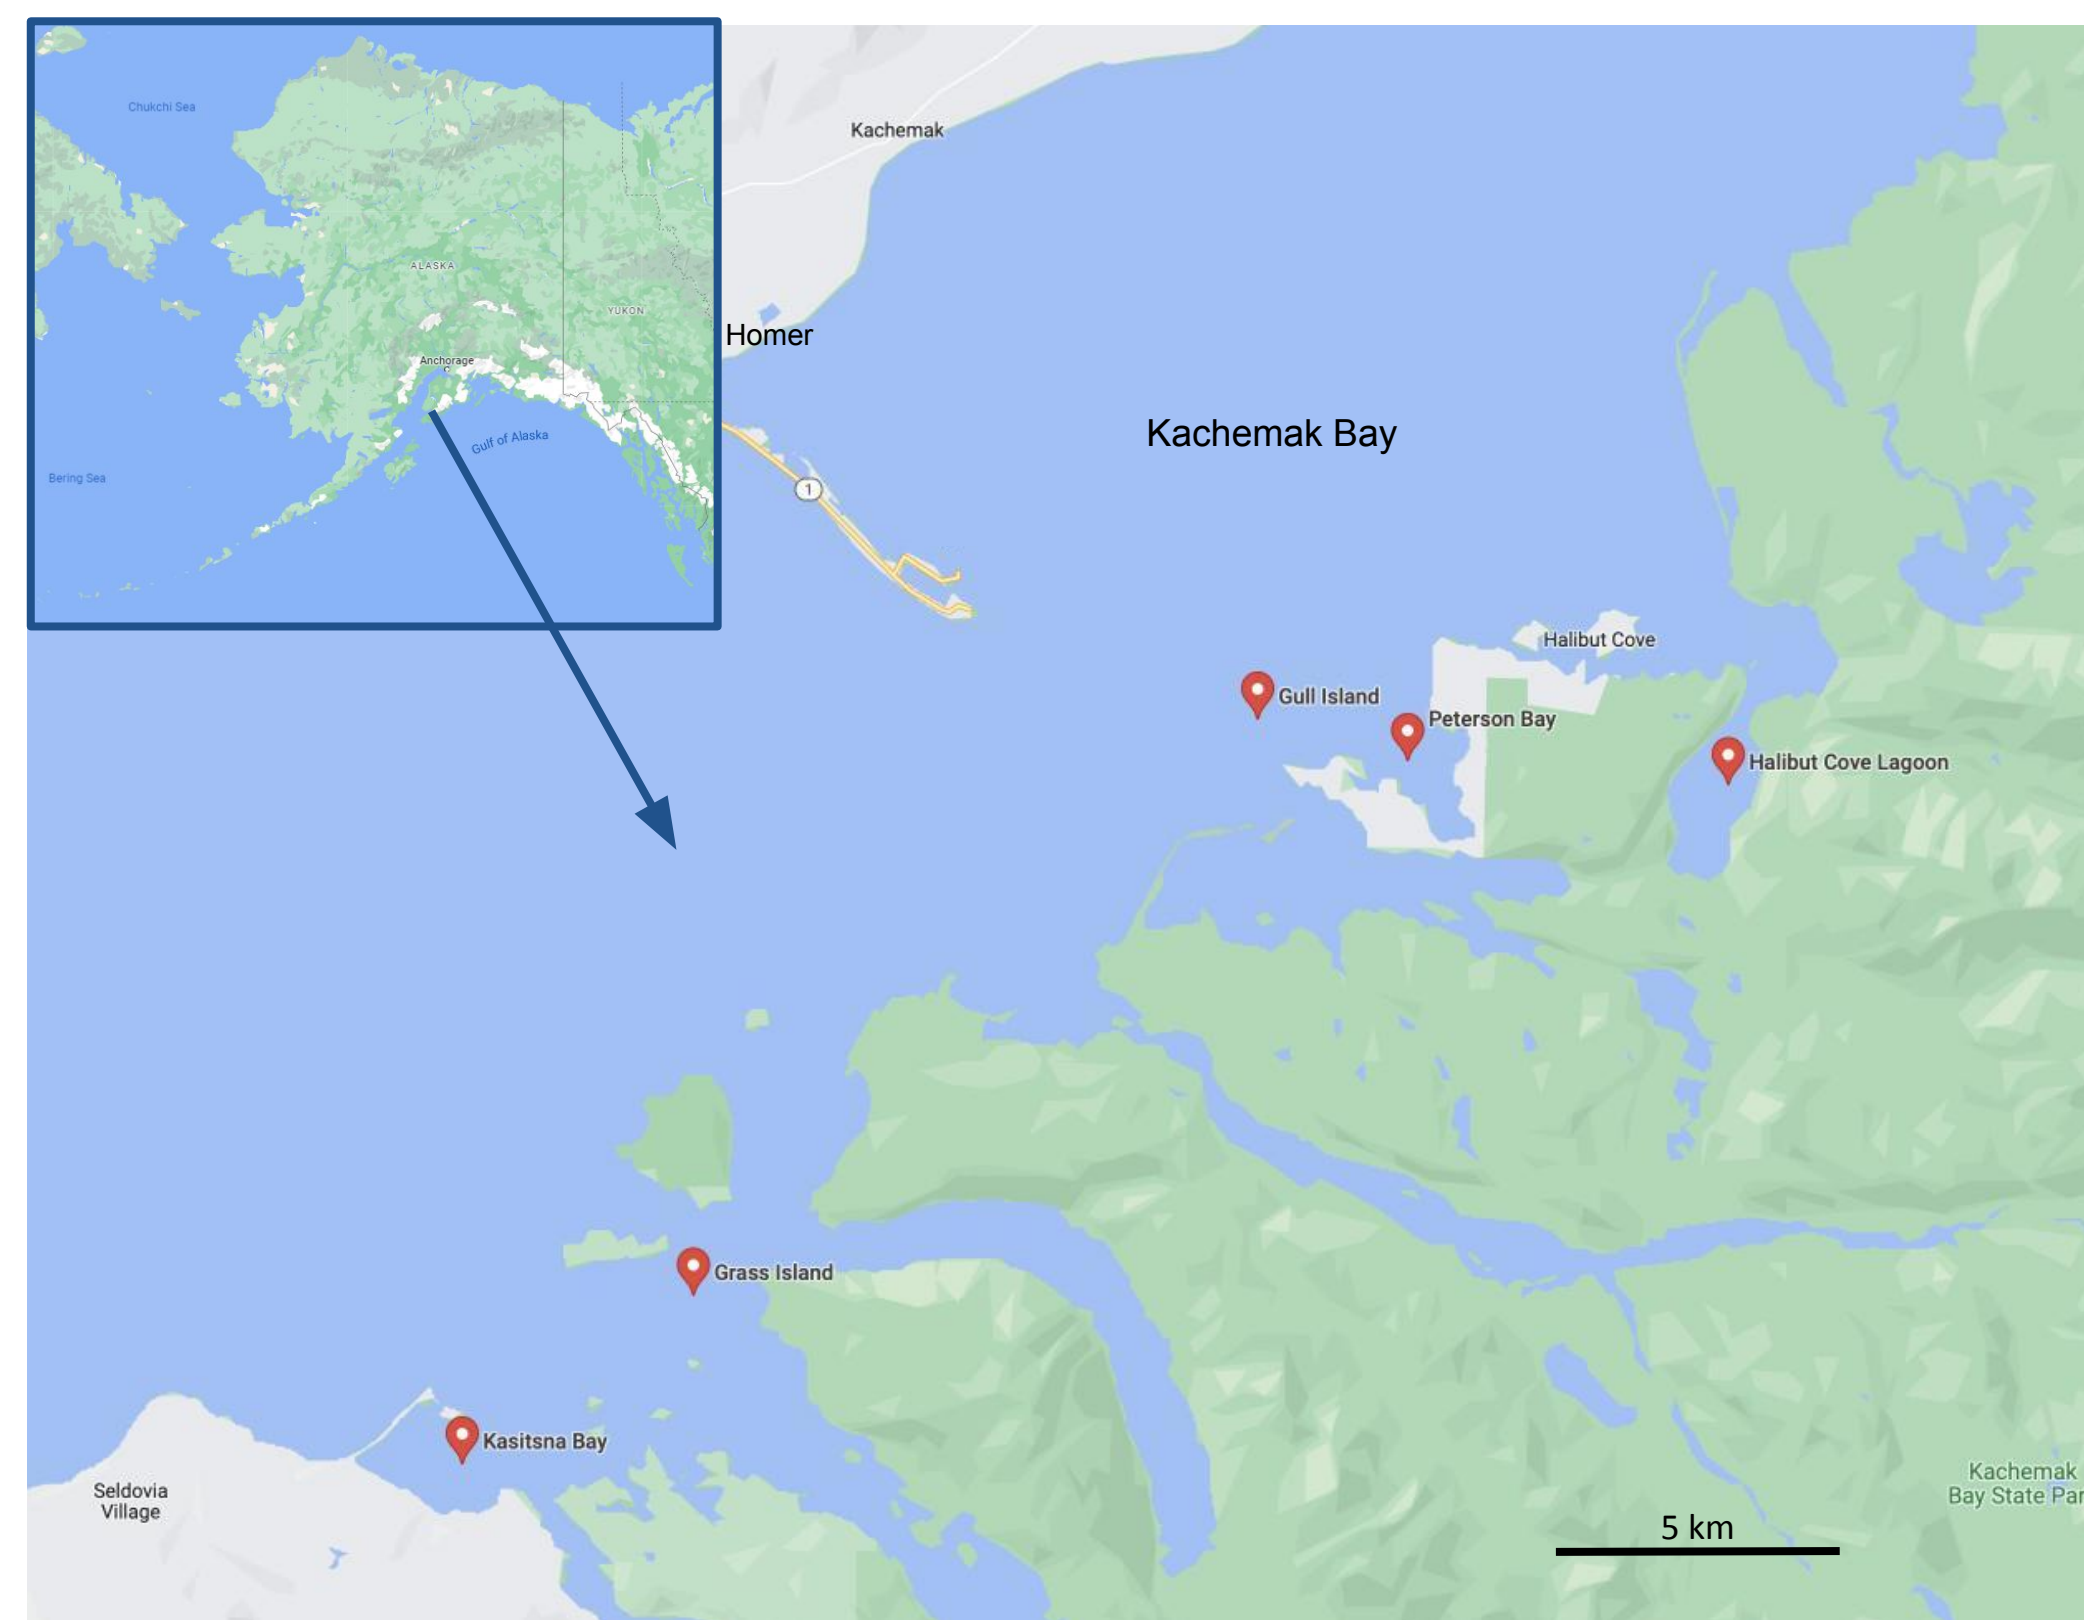 Chukchi Sea
ALASKA
YUKON
Anchorage
Gulf of Alaska
Bering Sea
Kachemak
Homer
Kachemak Bay
1
Halibut Cove
Gull Island
Peterson Bay
Halibut Cove Lagoon
Grass Island
Kasitsna Bay
Seldovia
Village
Kachemak
Bay State Par
5 km